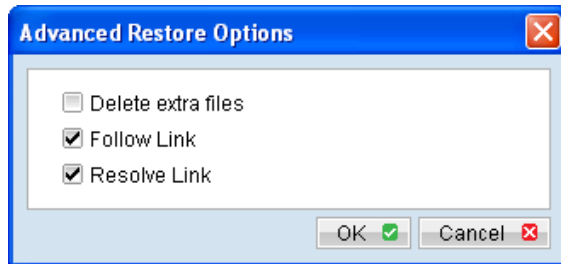 Advanced Restore Options
Delete extra files
Follow Link
Resolve Link
OK Cancel